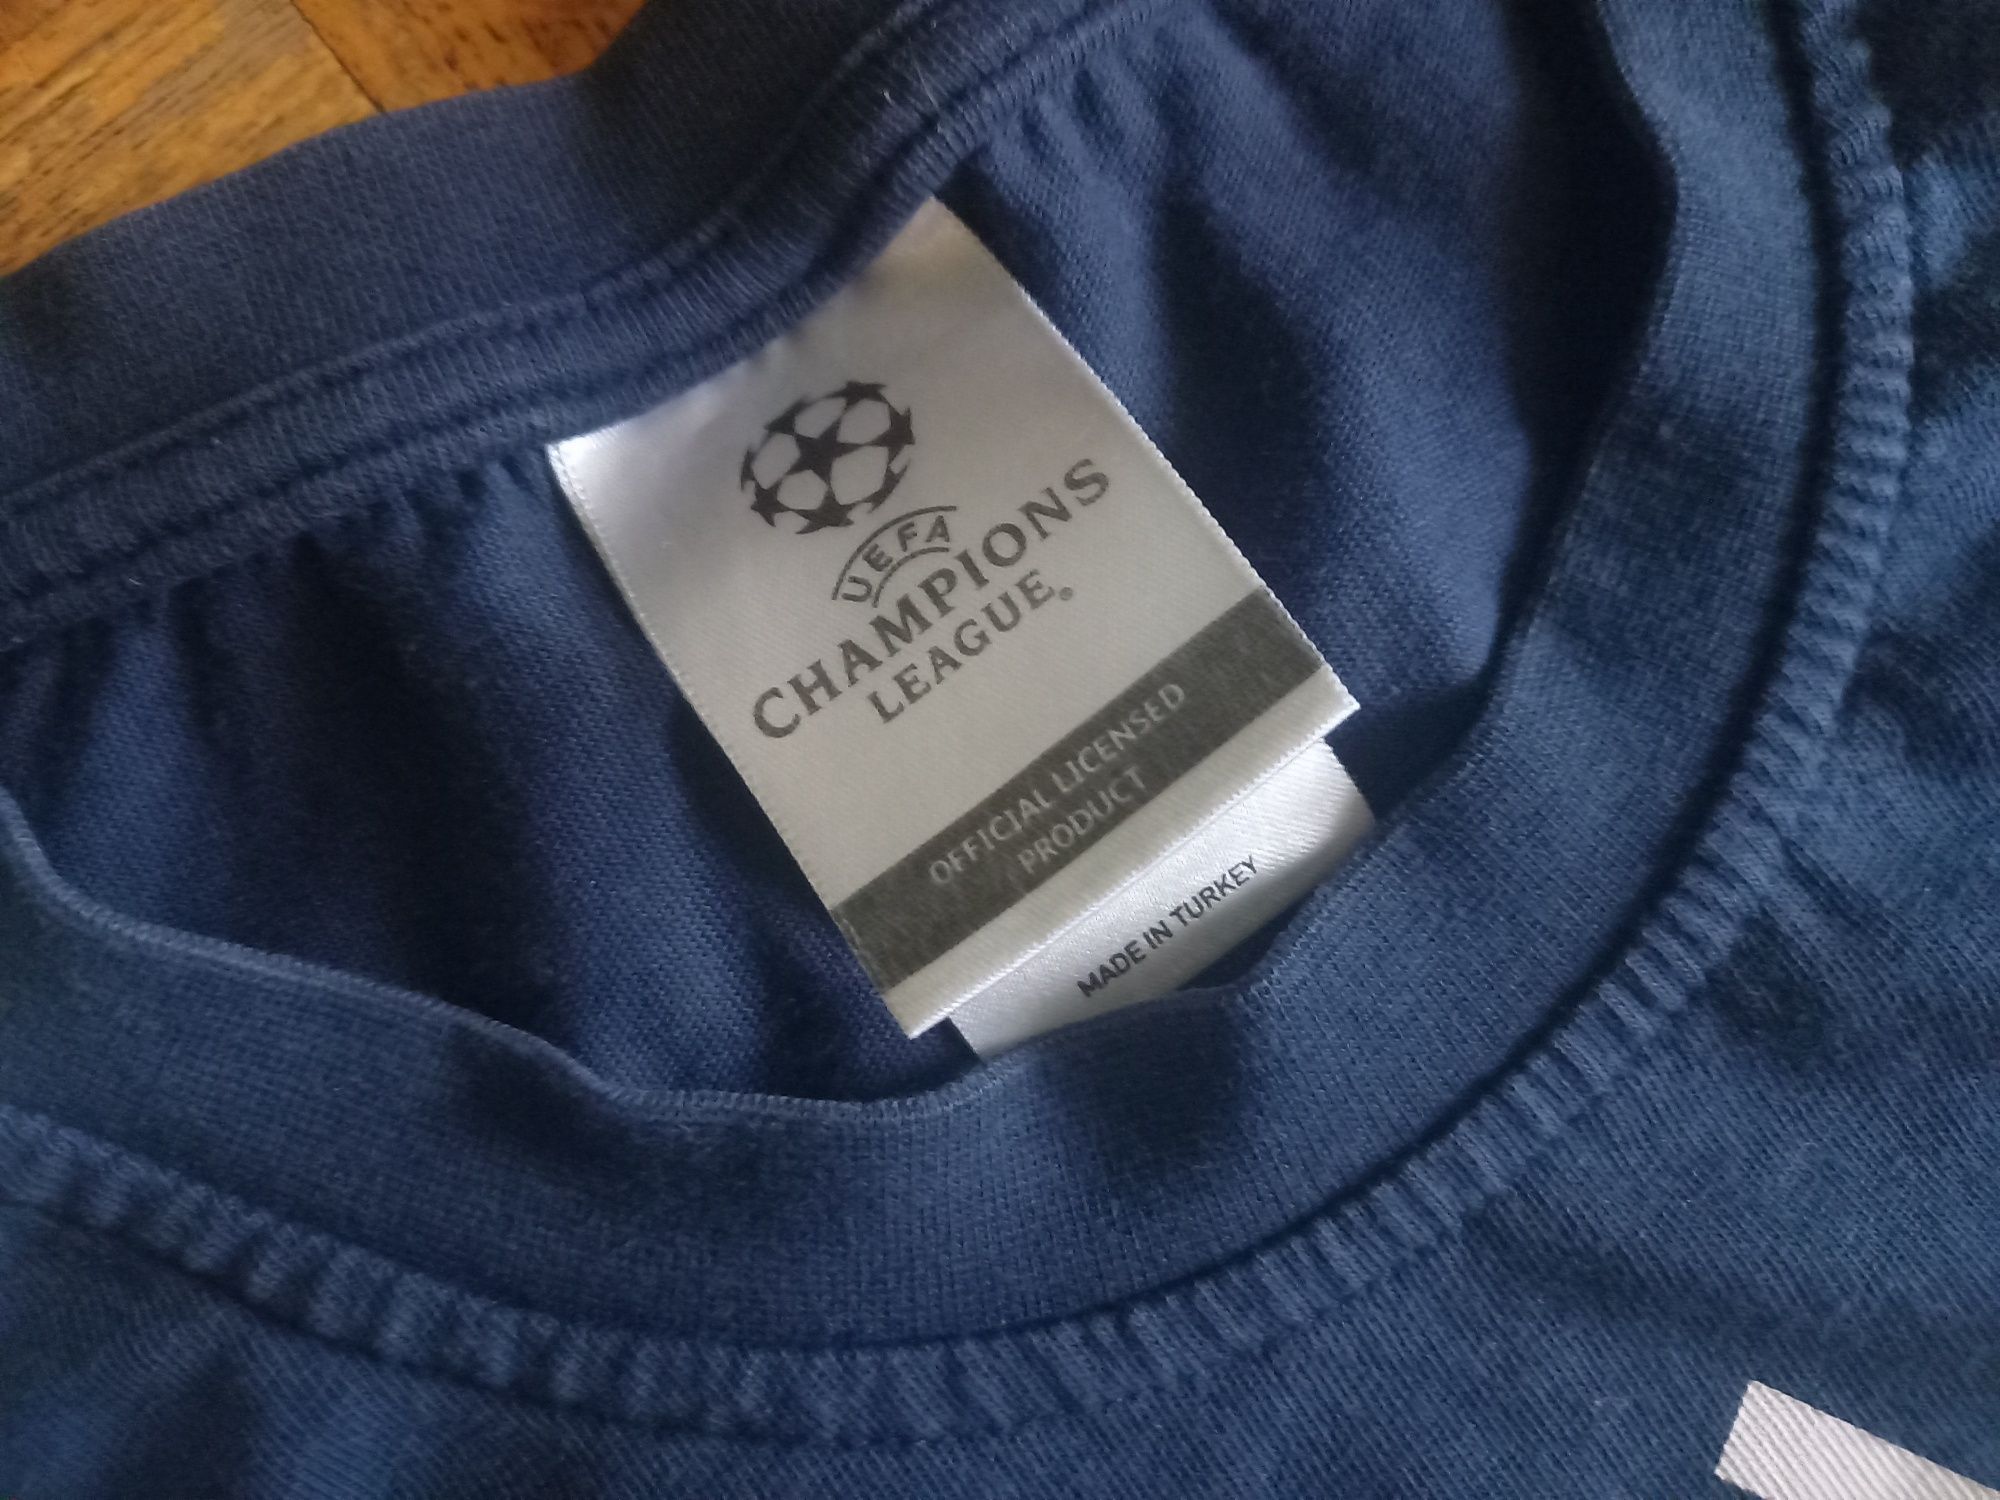 UEFA
CHAMPIONS
LEAGUE®
OFFICIAL LICENSED
PRODUCT
MADE IN TURKEY